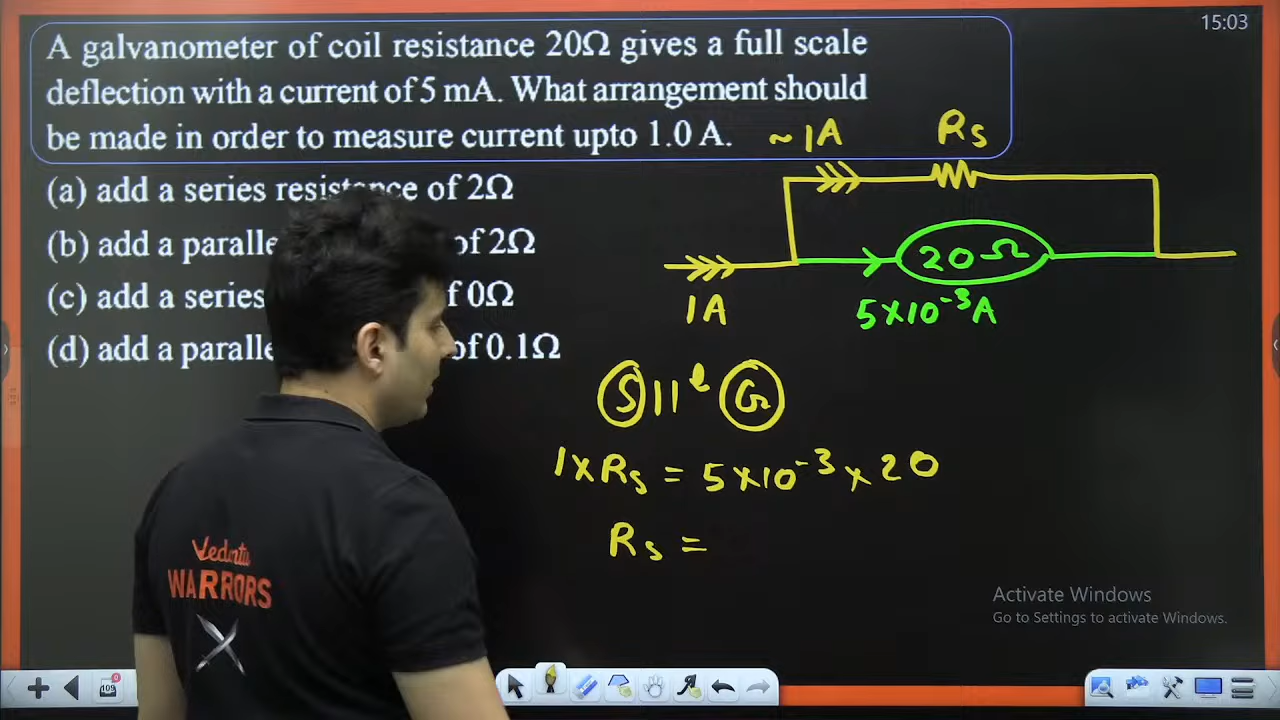 15:03
A galvanometer of coil resistance 20Ω gives a full scale
deflection with a current of 5 mA. What arrangement should
be made in order to measure current upto 1.0 A.
~1A
Rs
(a) add a series resistance of 2Ω
(b) add a paralle of 2Ω
(c) add a series f 0Ω
(d) add a paralle of 0.1Ω
20Ω
1A
5×10⁻³A
S ||ˡ G
1×Rs = 5×10⁻³×20
Rs =
Vedantu
WARRIORS
Activate Windows
Go to Settings to activate Windows.
109